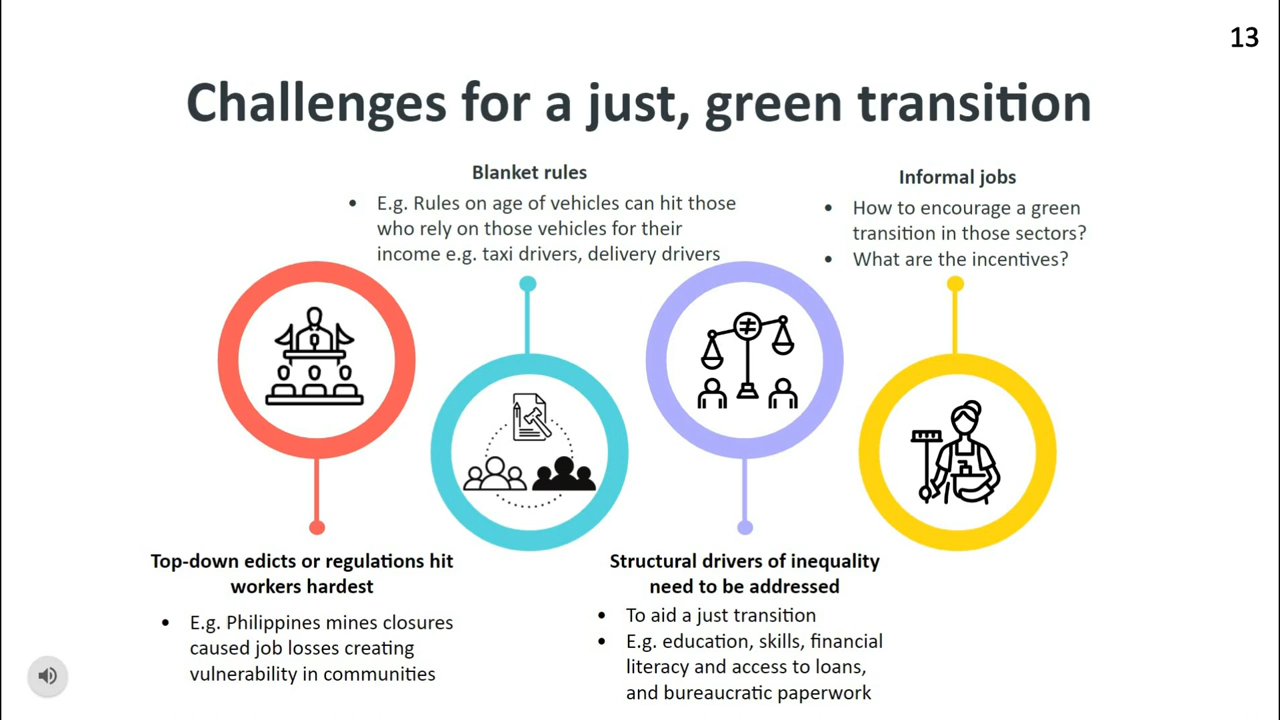 13
Challenges for a just, green transition
Blanket rules
• E.g. Rules on age of vehicles can hit those
who rely on those vehicles for their
income e.g. taxi drivers, delivery drivers
Informal jobs
• How to encourage a green
transition in those sectors?
• What are the incentives?
Top-down edicts or regulations hit
workers hardest
• E.g. Philippines mines closures
caused job losses creating
vulnerability in communities
Structural drivers of inequality
need to be addressed
• To aid a just transition
• E.g. education, skills, financial
literacy and access to loans,
and bureaucratic paperwork